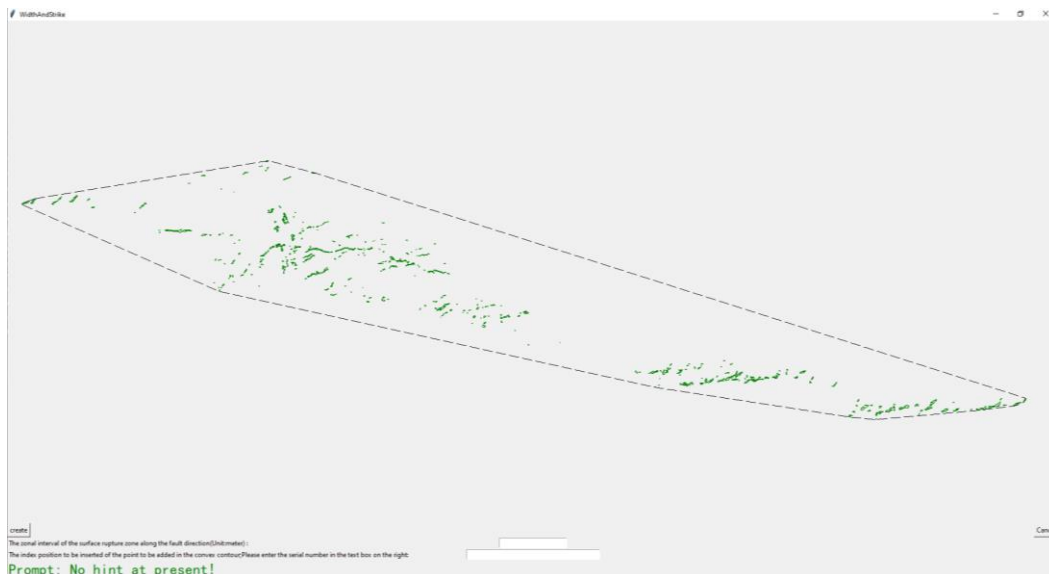 WidthAndStrike
create
Canc
The zonal interval of the surface rupture zone along the fault direction(Unit:meter) :
The index position to be inserted of the point to be added in the convex contour;Please enter the serial number in the text box on the right:
Prompt: No hint at present!